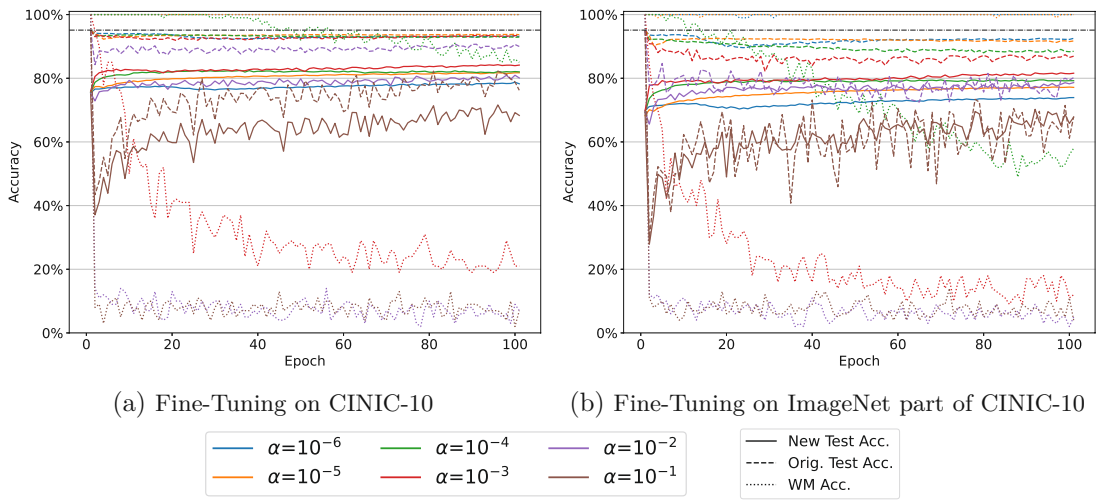 100%
80%
60%
40%
20%
0%
Accuracy
0 20 40 60 80 100
Epoch
(a) Fine-Tuning on CINIC-10
100%
80%
60%
40%
20%
0%
Accuracy
0 20 40 60 80 100
Epoch
(b) Fine-Tuning on ImageNet part of CINIC-10
α=10⁻⁶ α=10⁻⁴ α=10⁻²
α=10⁻⁵ α=10⁻³ α=10⁻¹
New Test Acc.
Orig. Test Acc.
WM Acc.